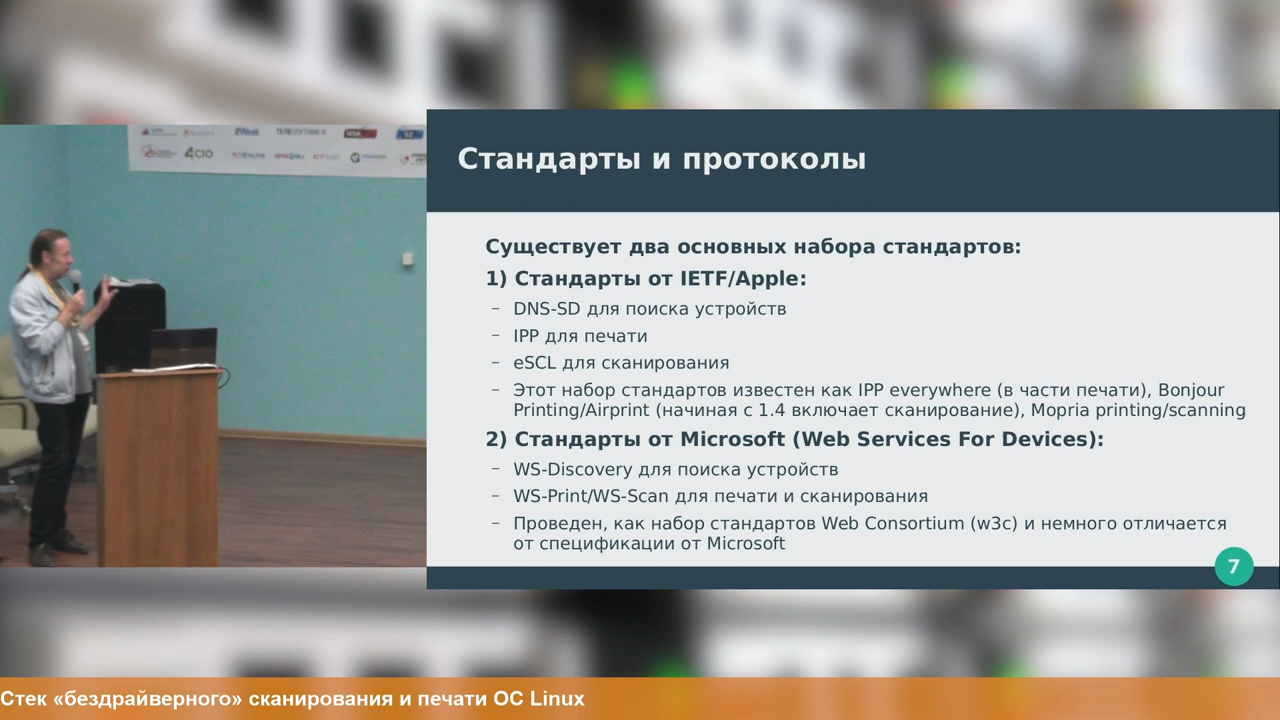 ITWeek
ТЕЛЕСПУТНИКИ
4CIO
Стандарты и протоколы
Существует два основных набора стандартов:
1) Стандарты от IETF/Apple:
– DNS-SD для поиска устройств
– IPP для печати
– eSCL для сканирования
– Этот набор стандартов известен как IPP everywhere (в части печати), Bonjour
Printing/Airprint (начиная с 1.4 включает сканирование), Mopria printing/scanning
2) Стандарты от Microsoft (Web Services For Devices):
– WS-Discovery для поиска устройств
– WS-Print/WS-Scan для печати и сканирования
– Проведен, как набор стандартов Web Consortium (w3c) и немного отличается
от спецификации от Microsoft
7
Стек «бездрайверного» сканирования и печати ОС Linux